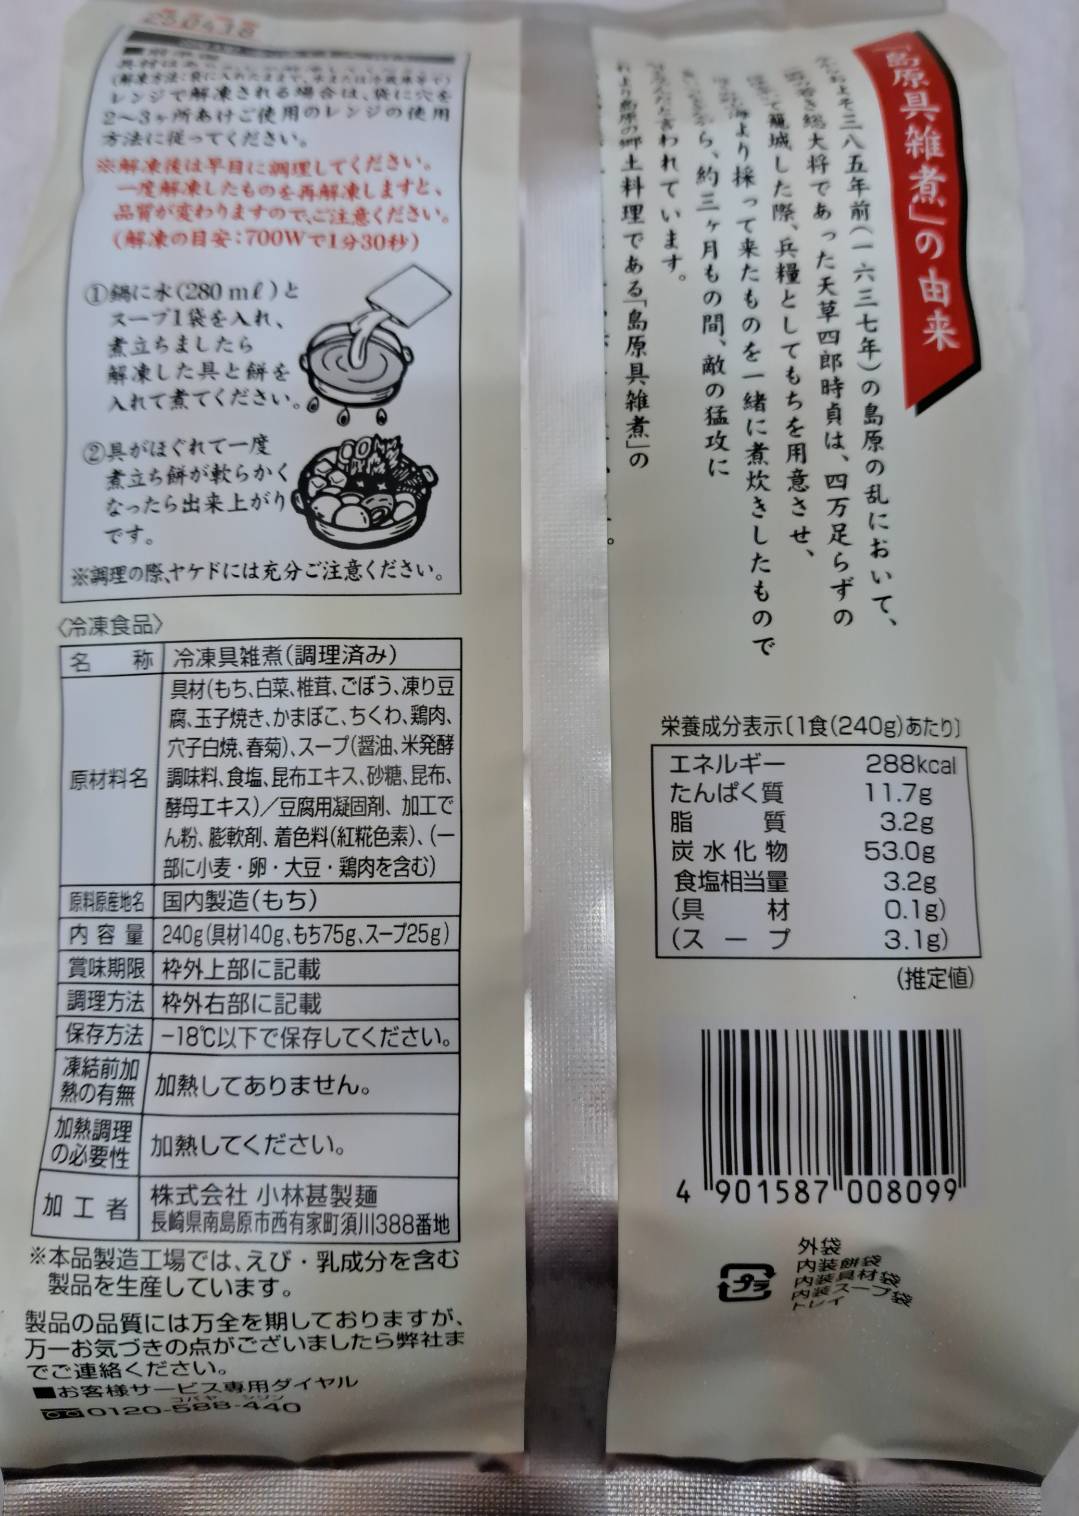 25.04.18
(解凍方法:袋に入れたままで、水または冷蔵庫等で)
レンジで解凍される場合は、袋に穴を
2〜3ヶ所あけご使用のレンジの使用
方法に従ってください。
※解凍後は早目に調理してください。
一度解凍したものを再解凍しますと、
品質が変わりますので、ご注意ください。
(解凍の目安:700Wで1分30秒)
①鍋に水(280mℓ)と
スープ1袋を入れ、
煮立ちましたら
解凍した具と餅を
入れて煮てください。
②具がほぐれて一度
煮立ち餅が軟らかく
なったら出来上がり
です。
※調理の際、ヤケドには充分ご注意ください。
〈冷凍食品〉
名 称 冷凍具雑煮(調理済み)
原材料名 具材(もち、白菜、椎茸、ごぼう、凍り豆
腐、玉子焼き、かまぼこ、ちくわ、鶏肉、
穴子白焼、春菊)、スープ(醤油、米発酵
調味料、食塩、昆布エキス、砂糖、昆布、
酵母エキス)/豆腐用凝固剤、加工で
ん粉、膨軟剤、着色料(紅糀色素)、(一
部に小麦・卵・大豆・鶏肉を含む)
原料原産地名 国内製造(もち)
内容量 240g(具材140g、もち75g、スープ25g)
賞味期限 枠外上部に記載
調理方法 枠外右部に記載
保存方法 −18℃以下で保存してください。
凍結前加
熱の有無 加熱してありません。
加熱調理
の必要性 加熱してください。
加工者 株式会社 小林甚製麺
長崎県南島原市西有家町須川388番地
※本品製造工場では、えび・乳成分を含む
製品を生産しています。
製品の品質には万全を期しておりますが、
万一お気づきの点がございましたら弊社ま
でご連絡ください。
■お客様サービス専用ダイヤル
コバヤ シジン
0120-588-440
「島原具雑煮」の由来
およそ三八五年前(一六三七年)の島原の乱において、
総大将であった天草四郎時貞は、四万足らずの
籠城した際、兵糧としてもちを用意させ、
海より採って来たものを一緒に煮炊きしたもので
ら、約三ヶ月もの間、敵の猛攻に
言われています。
島原の郷土料理である「島原具雑煮」の
栄養成分表示〔1食(240g)あたり〕
エネルギー 288kcal
たんぱく質 11.7g
脂 質 3.2g
炭水化物 53.0g
食塩相当量 3.2g
(具 材 0.1g)
(スープ 3.1g)
(推定値)
4 901587 008099
プラ
外袋
内装餅袋
内装具材袋
内装スープ袋
トレイ